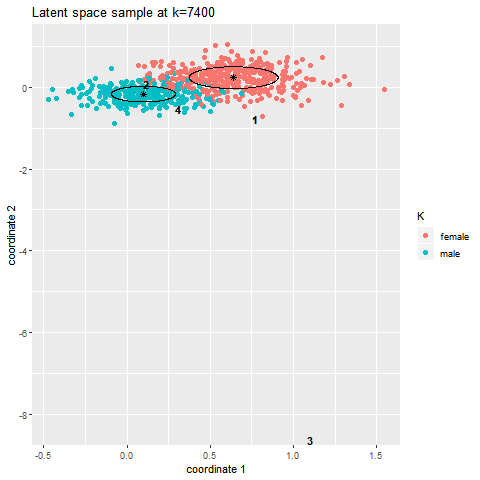 Latent space sample at k=7400
0
-2
-4
-6
-8
coordinate 2
2
4
1
3
-0.5 0.0 0.5 1.0 1.5
coordinate 1
K
female
male